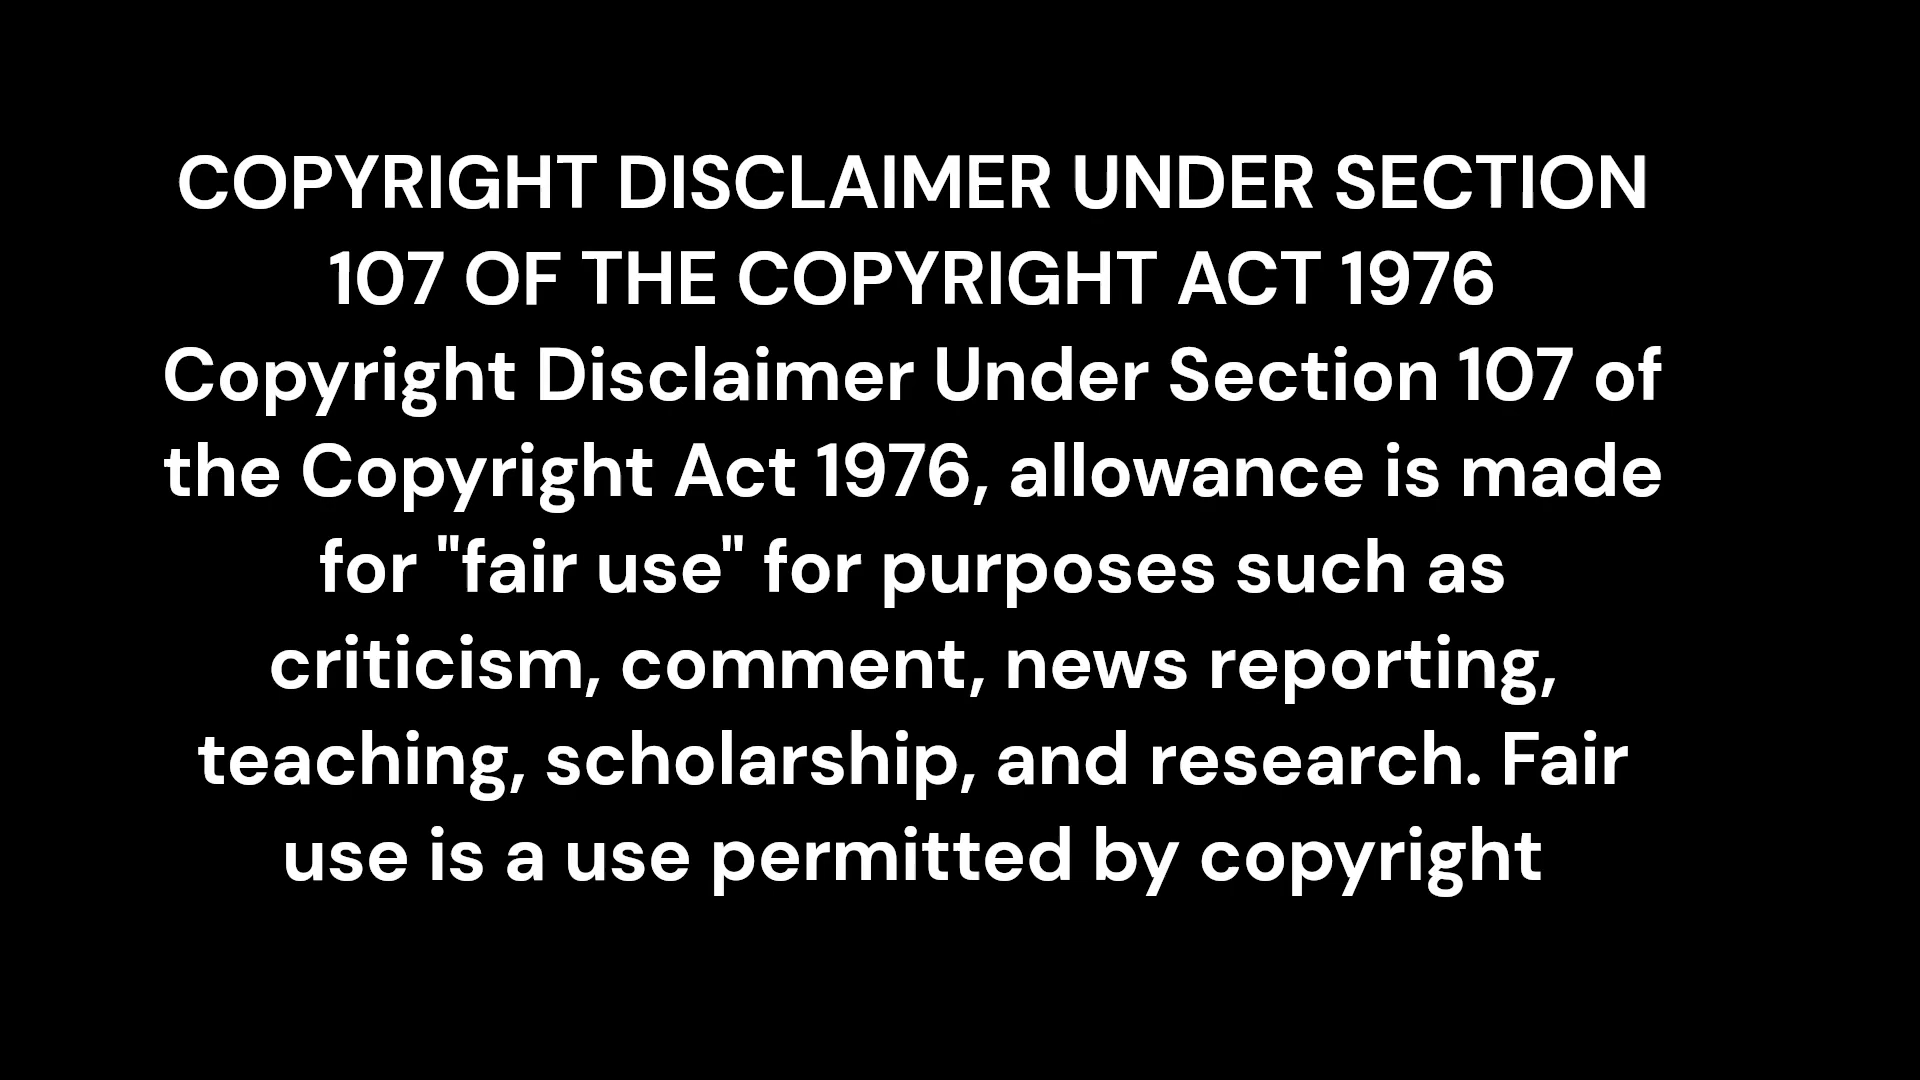 COPYRIGHT DISCLAIMER UNDER SECTION
107 OF THE COPYRIGHT ACT 1976
Copyright Disclaimer Under Section 107 of
the Copyright Act 1976, allowance is made
for "fair use" for purposes such as
criticism, comment, news reporting,
teaching, scholarship, and research. Fair
use is a use permitted by copyright